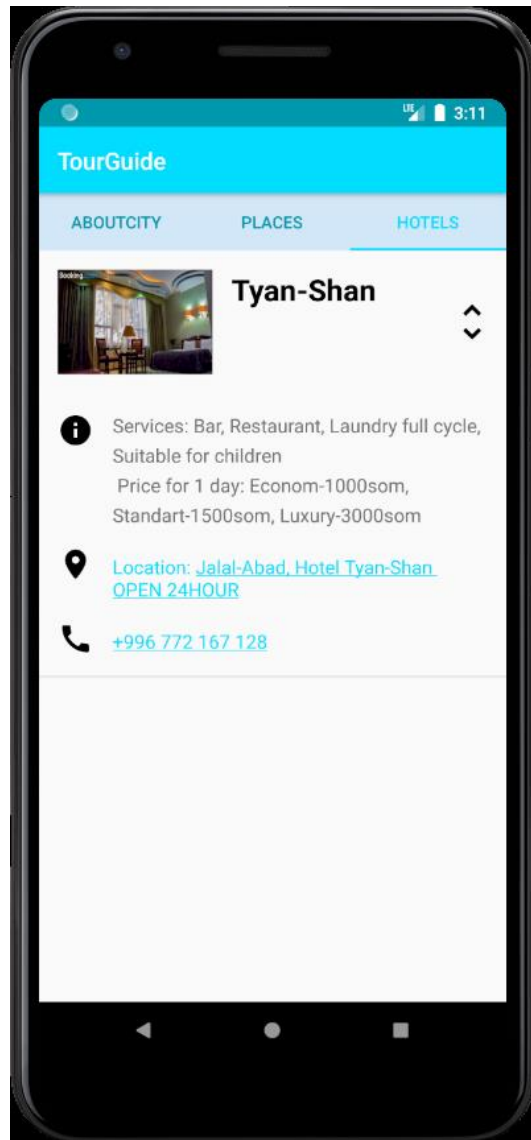 LTE 3:11
TourGuide
ABOUTCITY PLACES HOTELS
Booking
Tyan-Shan
Services: Bar, Restaurant, Laundry full cycle,
Suitable for children
Price for 1 day: Econom-1000som,
Standart-1500som, Luxury-3000som
Location: Jalal-Abad, Hotel Tyan-Shan
OPEN 24HOUR
+996 772 167 128